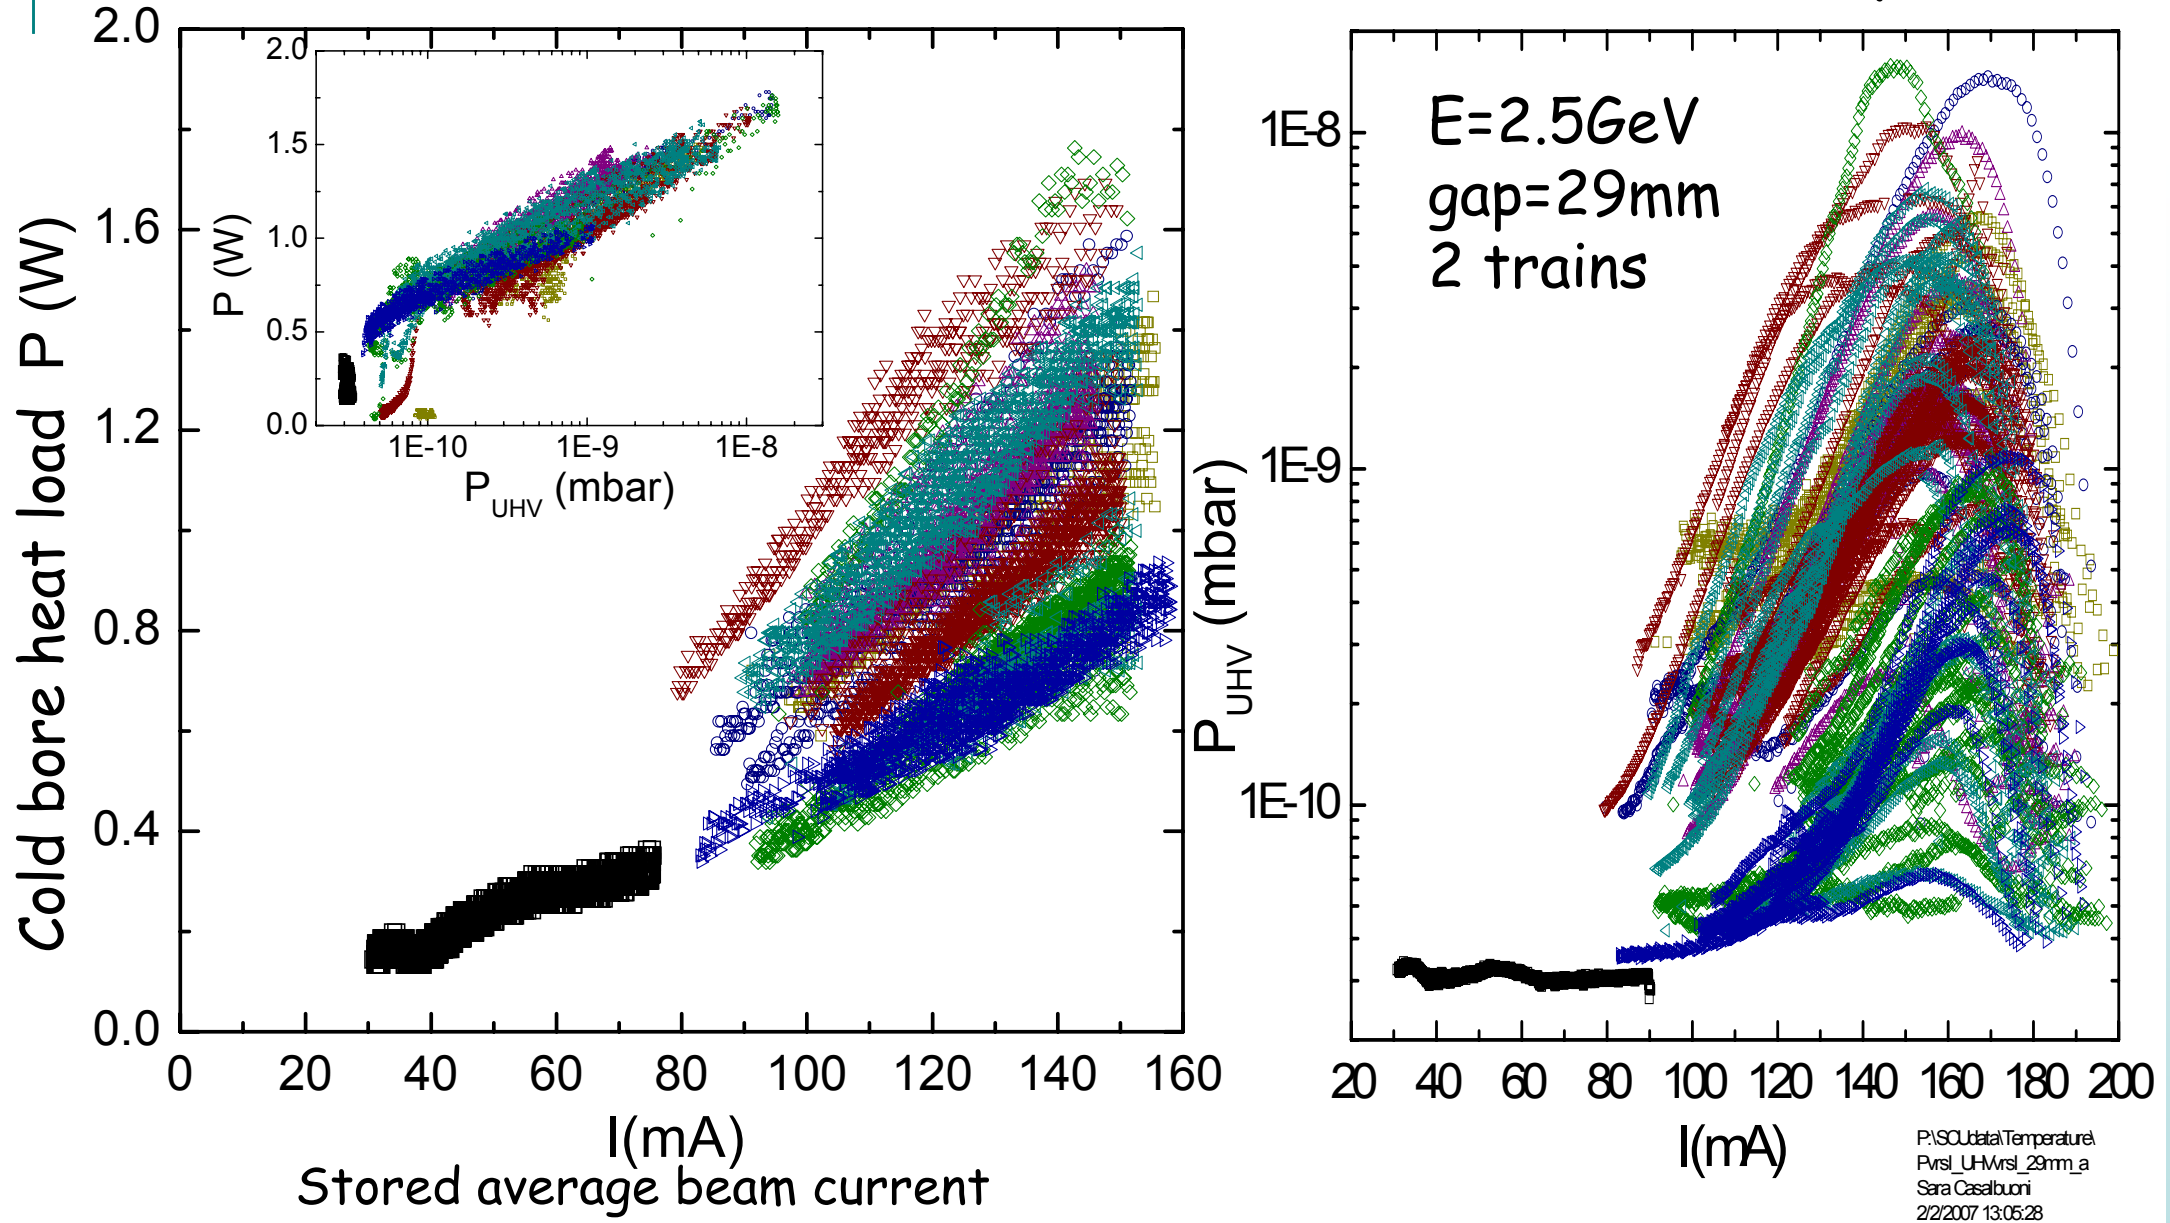 Cold bore heat load P (W)
2.0
1.6
1.2
0.8
0.4
0.0
0 20 40 60 80 100 120 140 160
I(mA)
Stored average beam current
P (W)
2.0
1.5
1.0
0.5
0.0
1E-10 1E-9 1E-8
P_UHV (mbar)
P_UHV (mbar)
1E-8
1E-9
1E-10
E=2.5GeV
gap=29mm
2 trains
20 40 60 80 100 120 140 160 180 200
I(mA)
P:\SCUdata\Temperature\
PvrsI_UHVvrsI_29mm_a
Sara Casalbuoni
2/2/2007 13:05:28